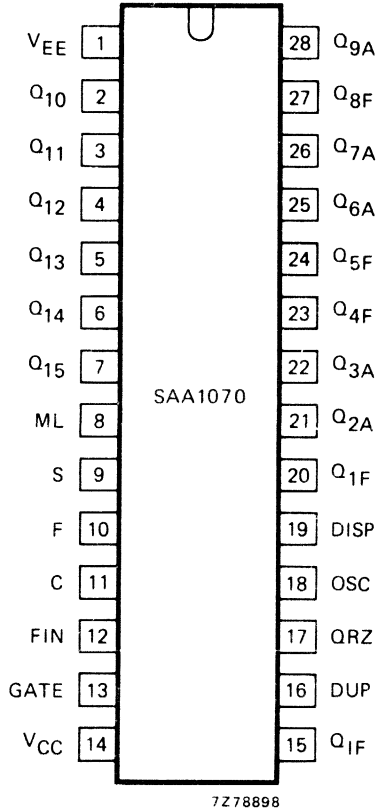 VEE 1 28 Q9A
Q10 2 27 Q8F
Q11 3 26 Q7A
Q12 4 25 Q6A
Q13 5 24 Q5F
Q14 6 23 Q4F
Q15 7 22 Q3A
SAA1070
ML 8 21 Q2A
S 9 20 Q1F
F 10 19 DISP
C 11 18 OSC
FIN 12 17 QRZ
GATE 13 16 DUP
VCC 14 15 QIF
7Z78898